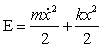 E = mẋ²/2 + kx²/2